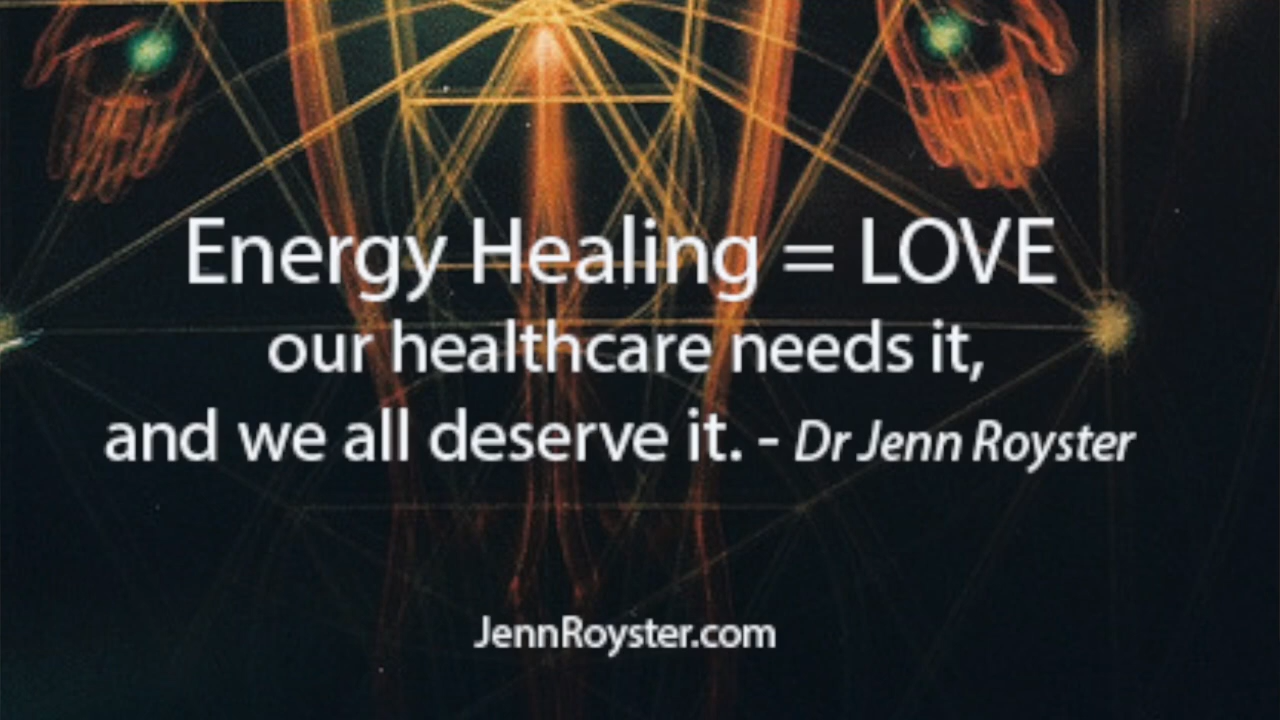 Energy Healing = LOVE
our healthcare needs it,
and we all deserve it. - Dr Jenn Royster
JennRoyster.com